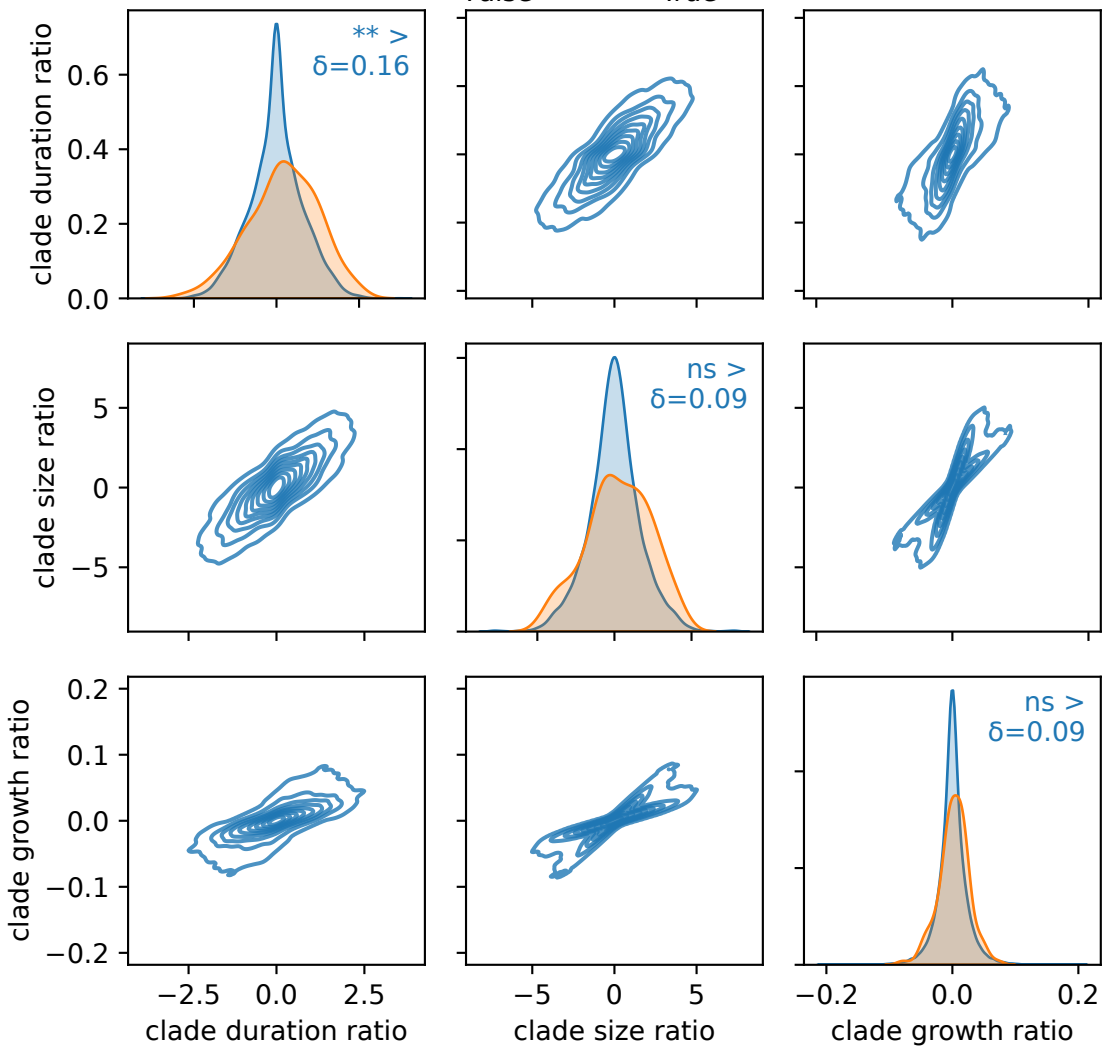 clade duration ratio
0.6
0.4
0.2
0.0
** >
δ=0.16
clade size ratio
5
0
−5
ns >
δ=0.09
clade growth ratio
0.2
0.1
0.0
−0.1
−0.2
ns >
δ=0.09
−2.5 0.0 2.5
clade duration ratio
−5 0 5
clade size ratio
−0.2 0.0 0.2
clade growth ratio